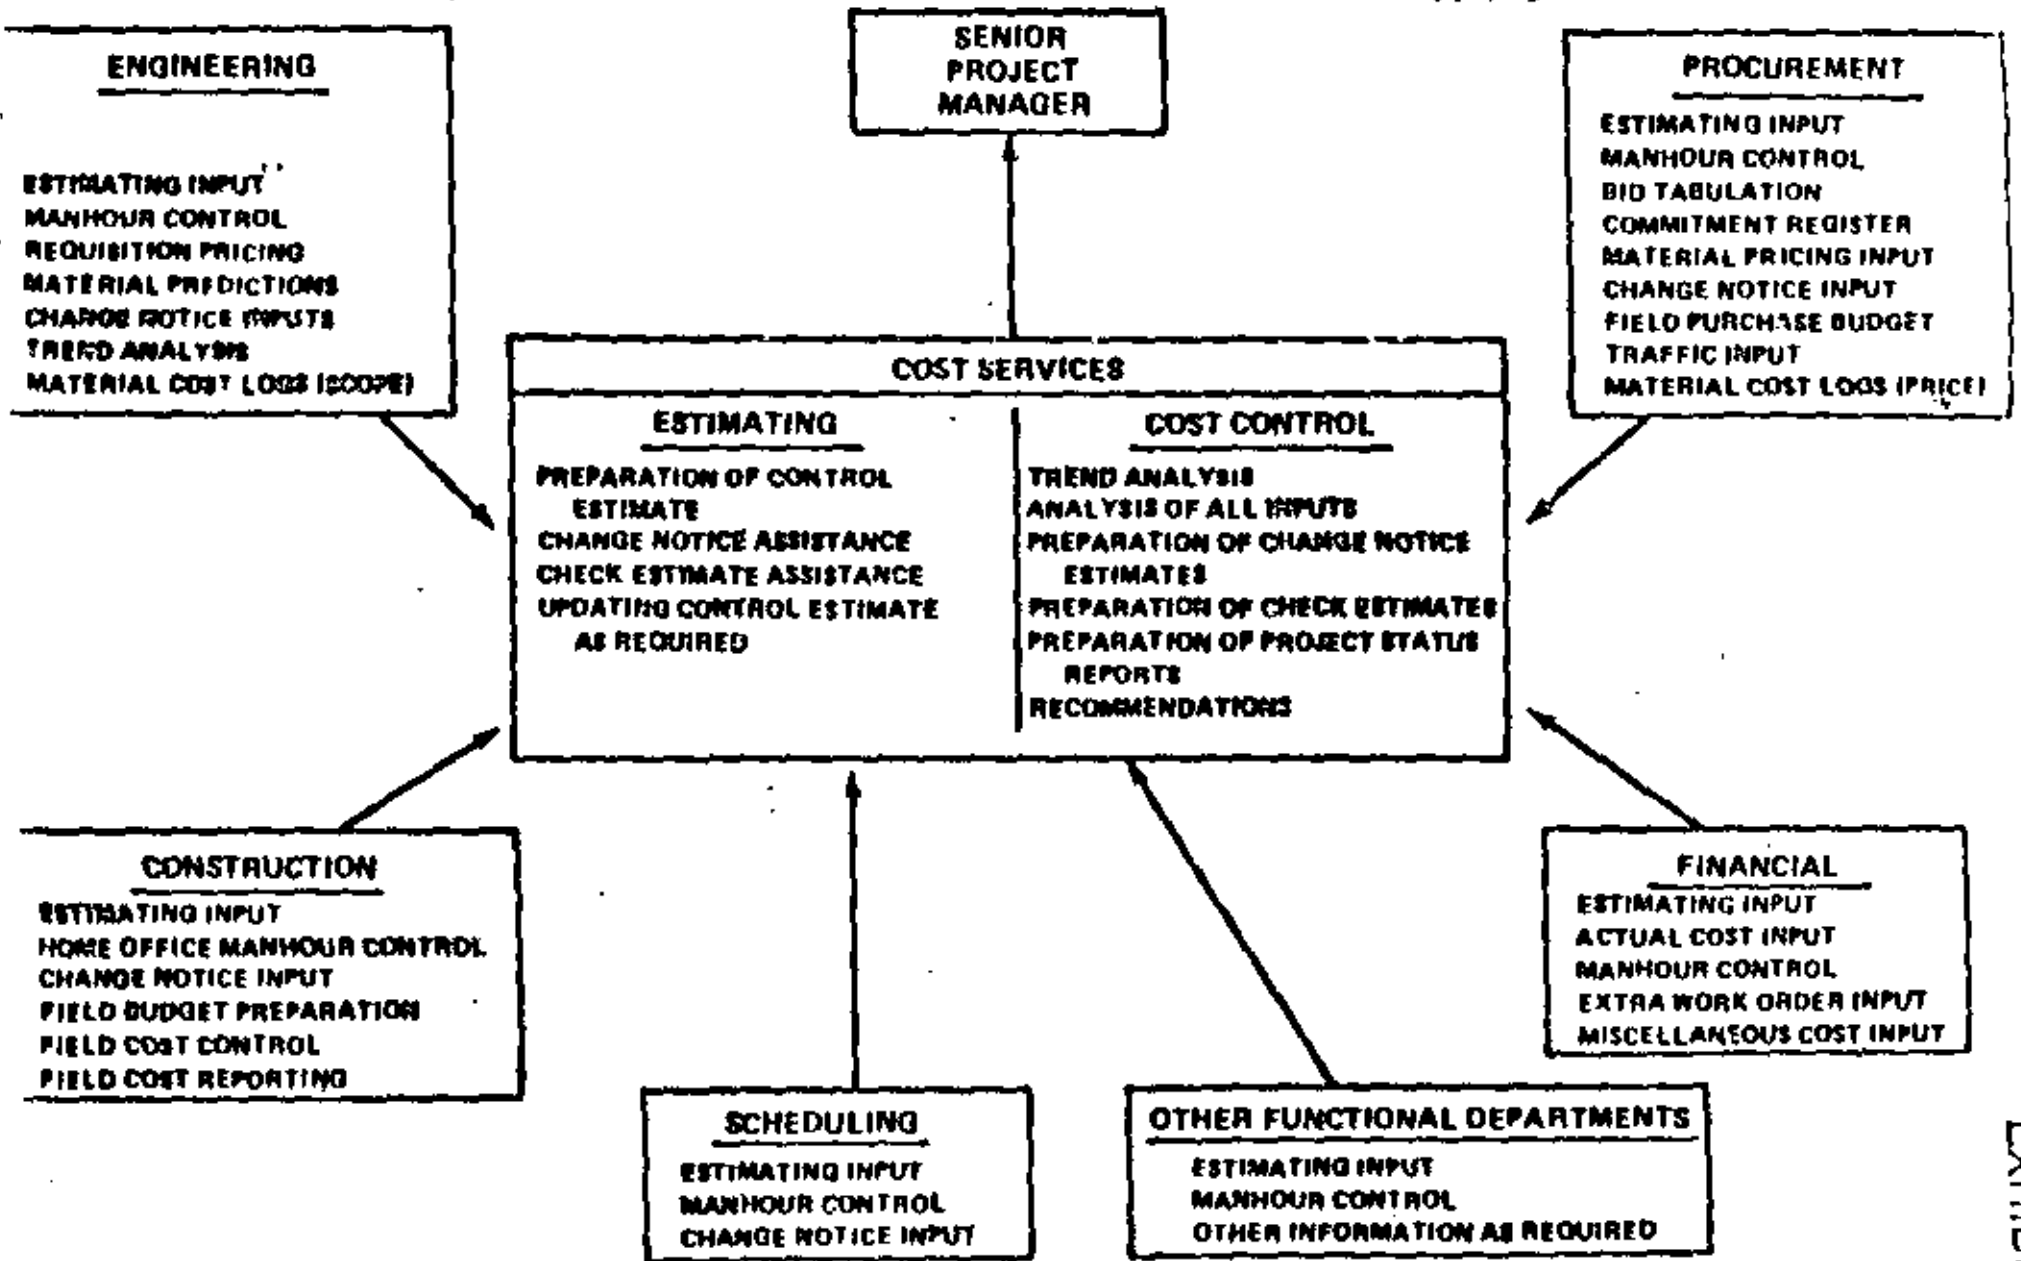 SENIOR
PROJECT
MANAGER
ENGINEERING
ESTIMATING INPUT
MANHOUR CONTROL
REQUISITION PRICING
MATERIAL PREDICTIONS
CHANGE NOTICE INPUTS
TREND ANALYSIS
MATERIAL COST LOGS (SCOPE)
PROCUREMENT
ESTIMATING INPUT
MANHOUR CONTROL
BID TABULATION
COMMITMENT REGISTER
MATERIAL PRICING INPUT
CHANGE NOTICE INPUT
FIELD PURCHASE BUDGET
TRAFFIC INPUT
MATERIAL COST LOGS (PRICE)
COST SERVICES
ESTIMATING
PREPARATION OF CONTROL
ESTIMATE
CHANGE NOTICE ASSISTANCE
CHECK ESTIMATE ASSISTANCE
UPDATING CONTROL ESTIMATE
AS REQUIRED
COST CONTROL
TREND ANALYSIS
ANALYSIS OF ALL INPUTS
PREPARATION OF CHANGE NOTICE
ESTIMATES
PREPARATION OF CHECK ESTIMATES
PREPARATION OF PROJECT STATUS
REPORTS
RECOMMENDATIONS
CONSTRUCTION
ESTIMATING INPUT
HOME OFFICE MANHOUR CONTROL
CHANGE NOTICE INPUT
FIELD BUDGET PREPARATION
FIELD COST CONTROL
FIELD COST REPORTING
SCHEDULING
ESTIMATING INPUT
MANHOUR CONTROL
CHANGE NOTICE INPUT
OTHER FUNCTIONAL DEPARTMENTS
ESTIMATING INPUT
MANHOUR CONTROL
OTHER INFORMATION AS REQUIRED
FINANCIAL
ESTIMATING INPUT
ACTUAL COST INPUT
MANHOUR CONTROL
EXTRA WORK ORDER INPUT
MISCELLANEOUS COST INPUT